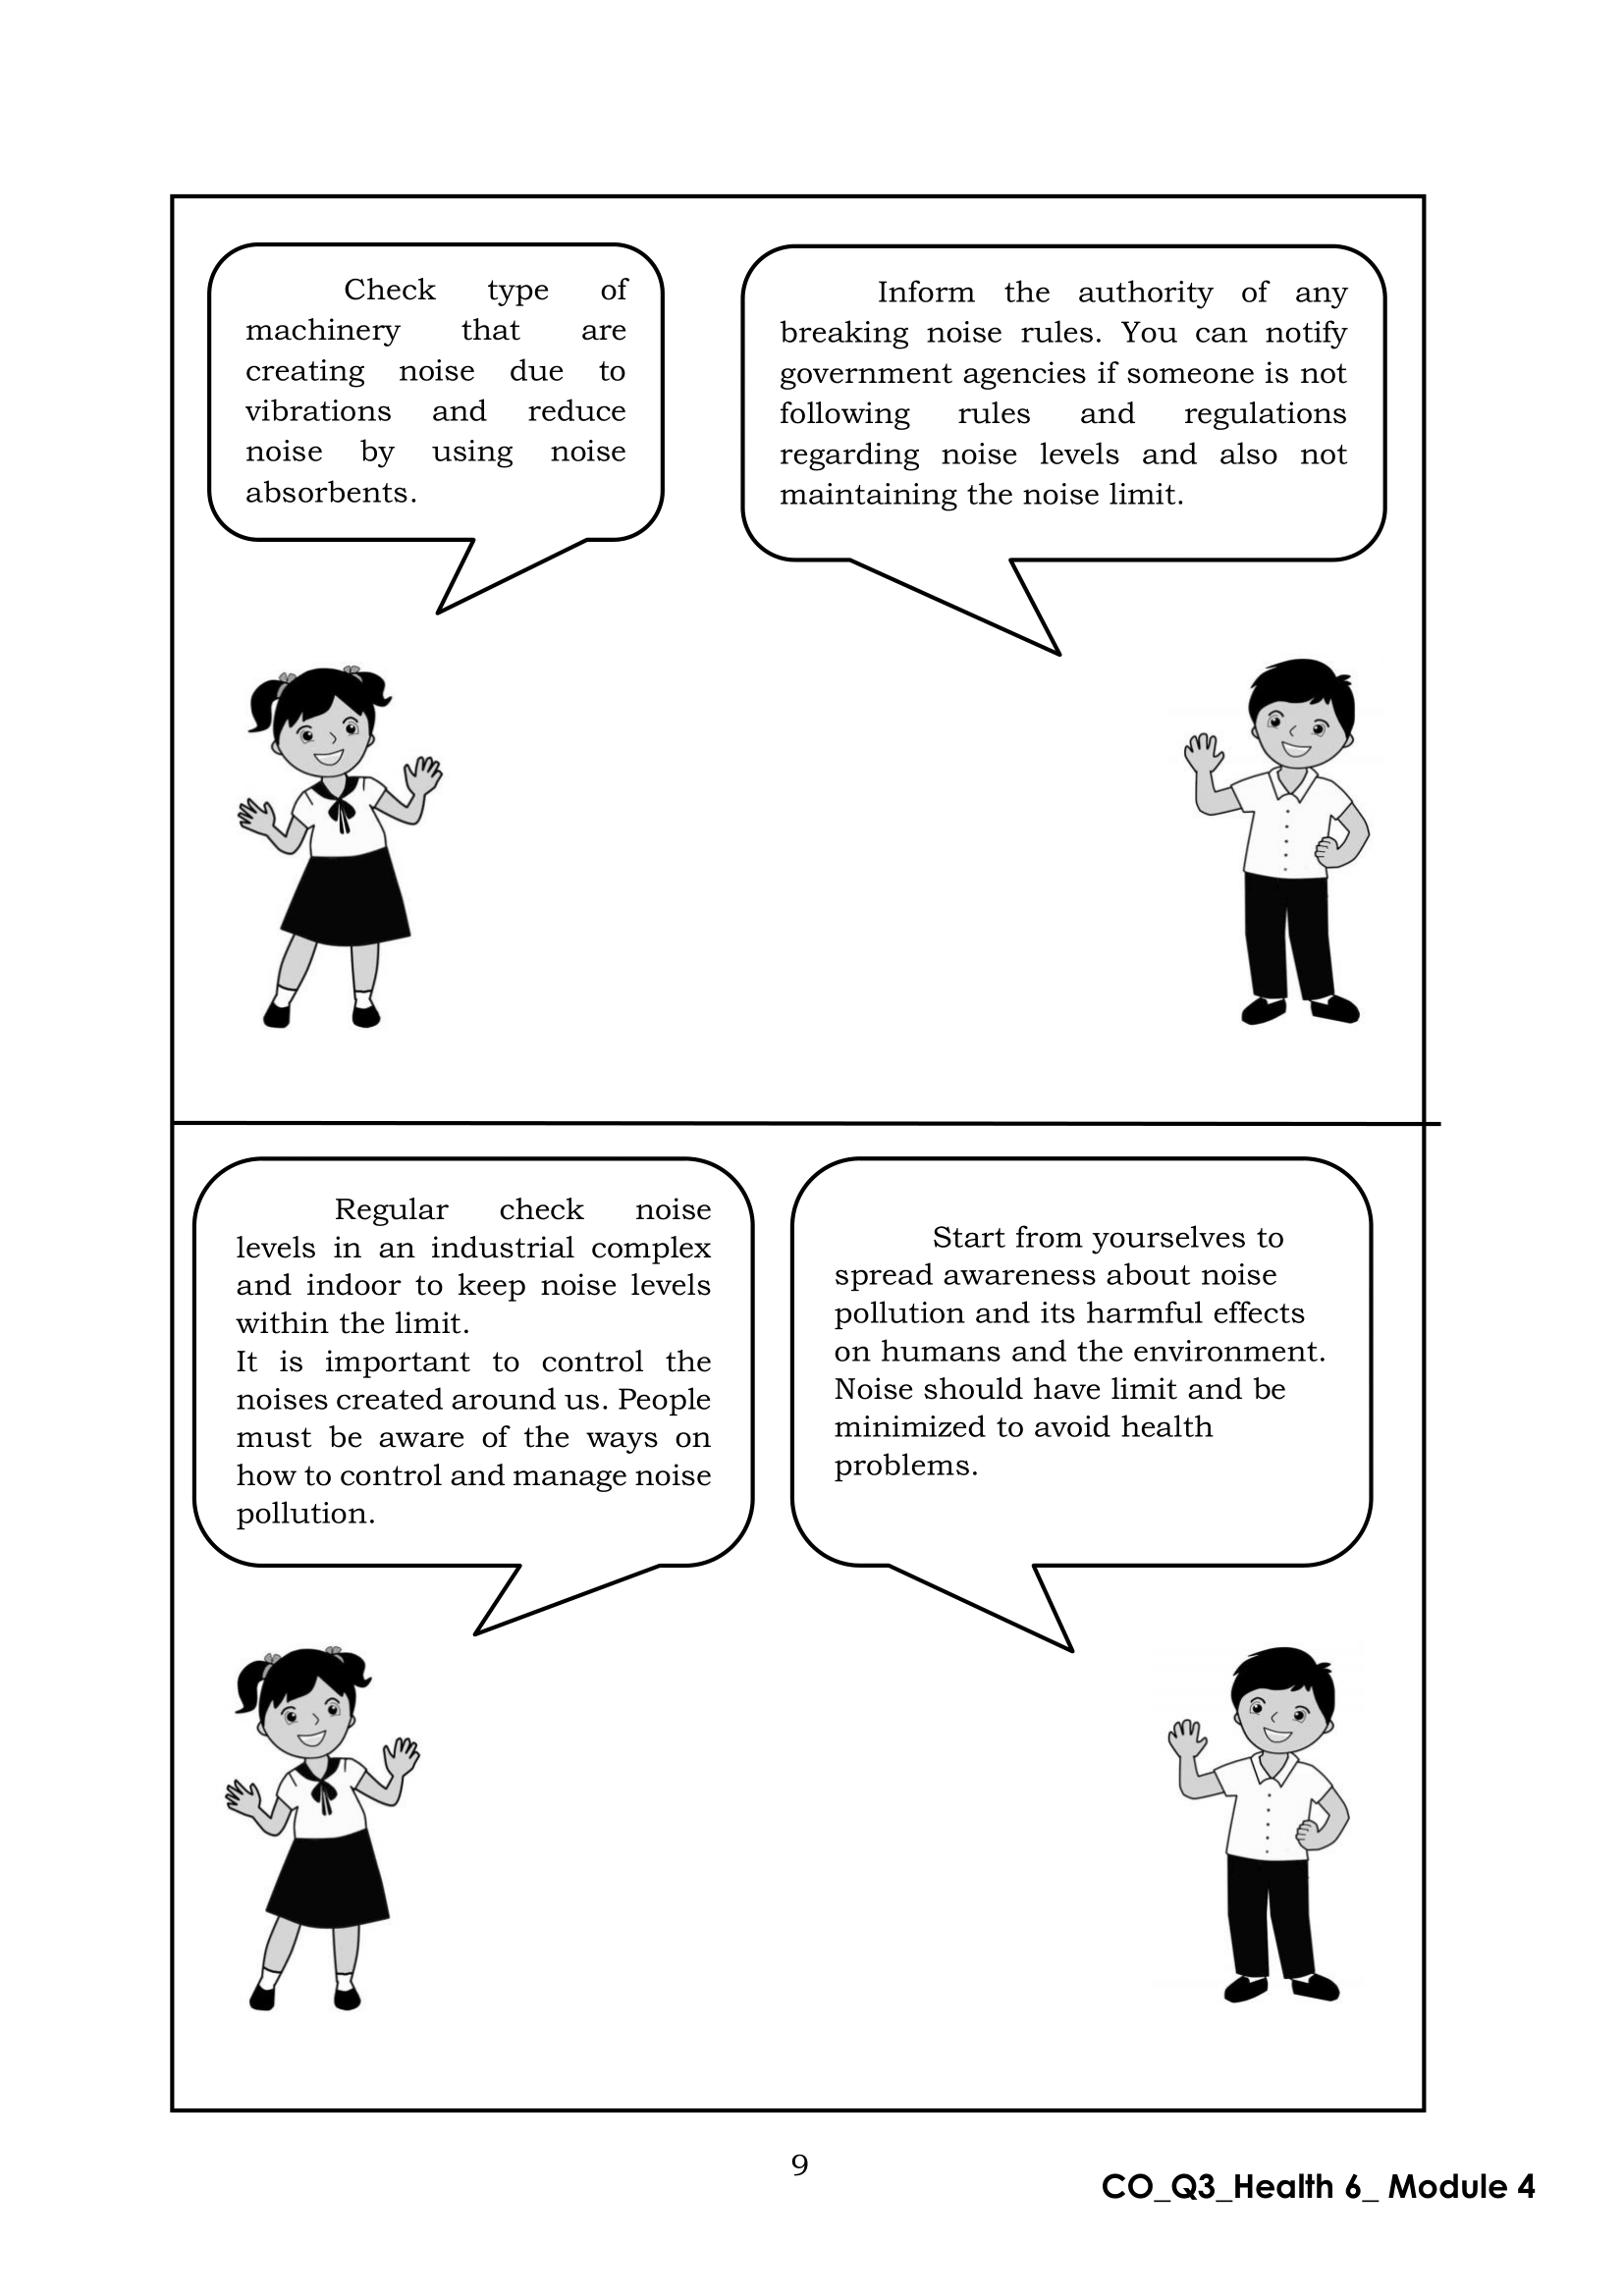 Check type of
machinery that are
creating noise due to
vibrations and reduce
noise by using noise
absorbents.
Inform the authority of any
breaking noise rules. You can notify
government agencies if someone is not
following rules and regulations
regarding noise levels and also not
maintaining the noise limit.
Regular check noise
levels in an industrial complex
and indoor to keep noise levels
within the limit.
It is important to control the
noises created around us. People
must be aware of the ways on
how to control and manage noise
pollution.
Start from yourselves to
spread awareness about noise
pollution and its harmful effects
on humans and the environment.
Noise should have limit and be
minimized to avoid health
problems.
9
CO_Q3_Health 6_ Module 4